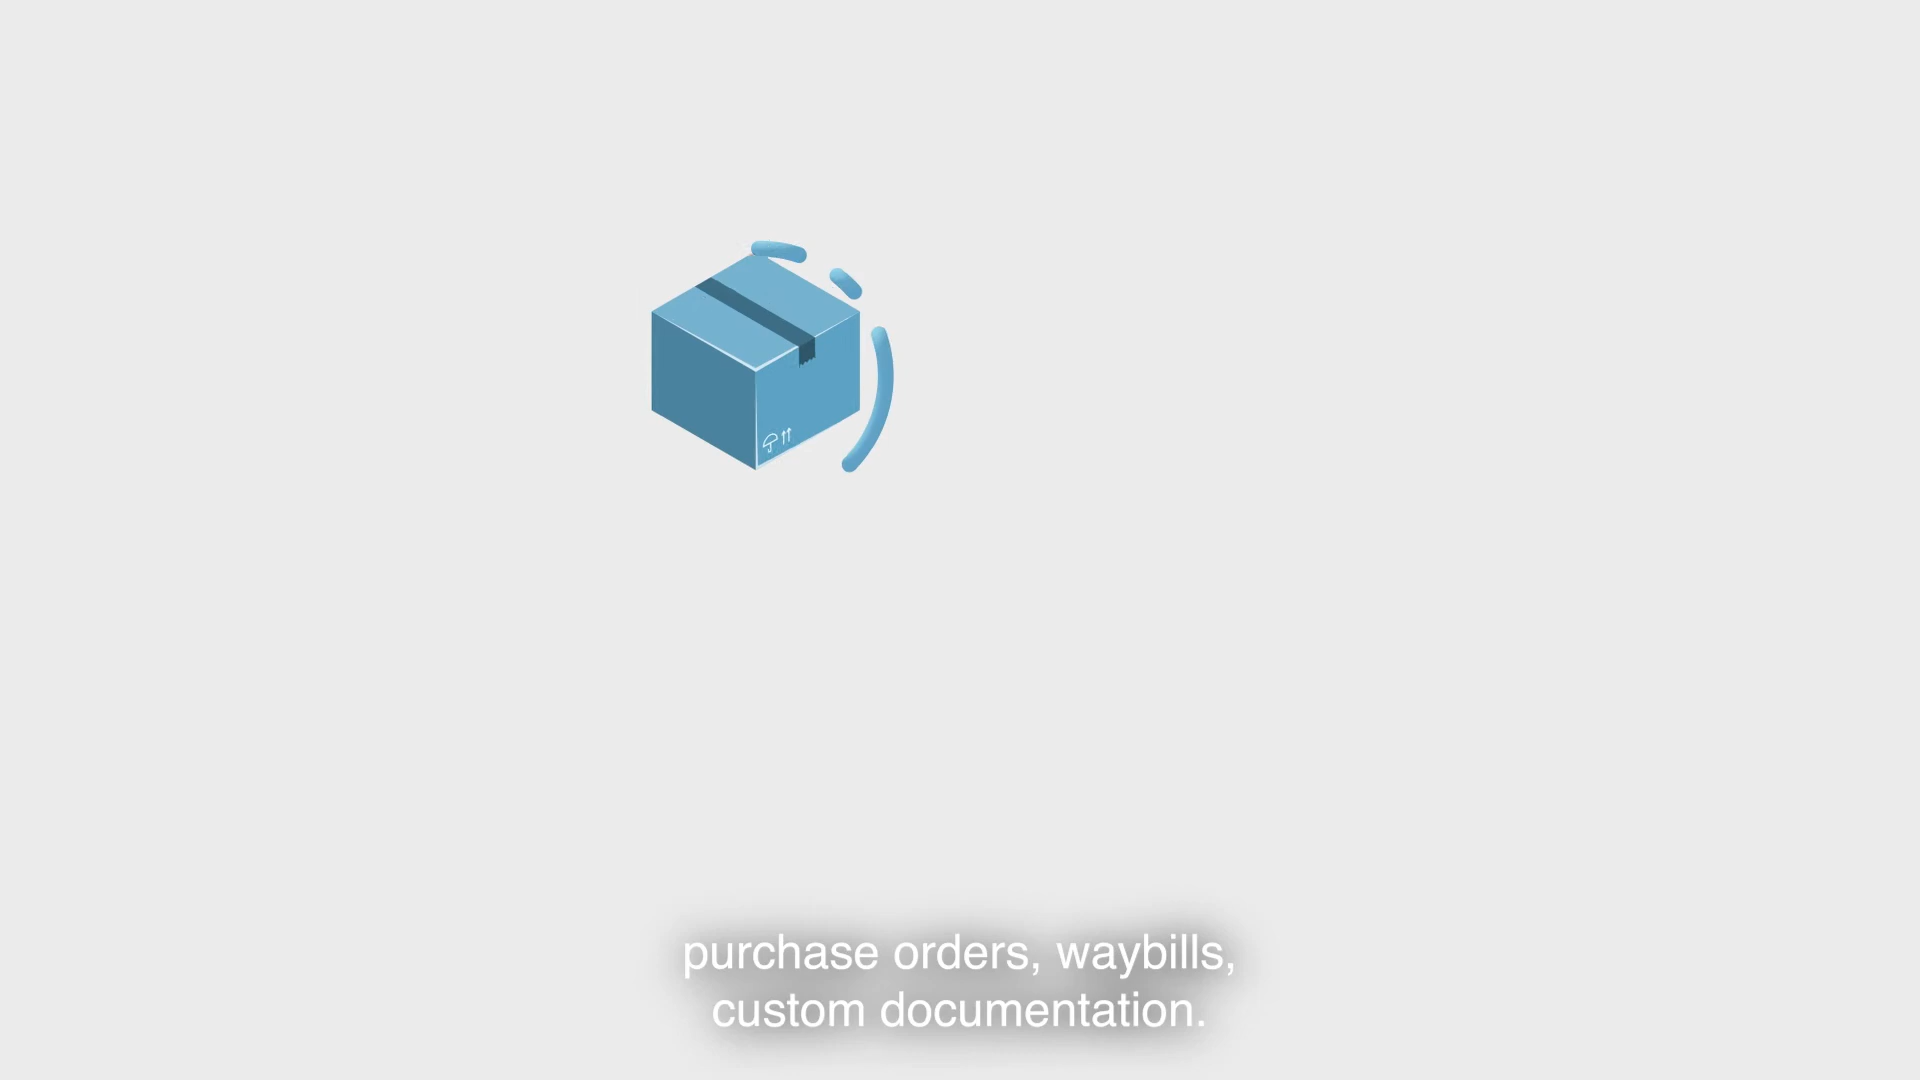 purchase orders, waybills,
custom documentation.